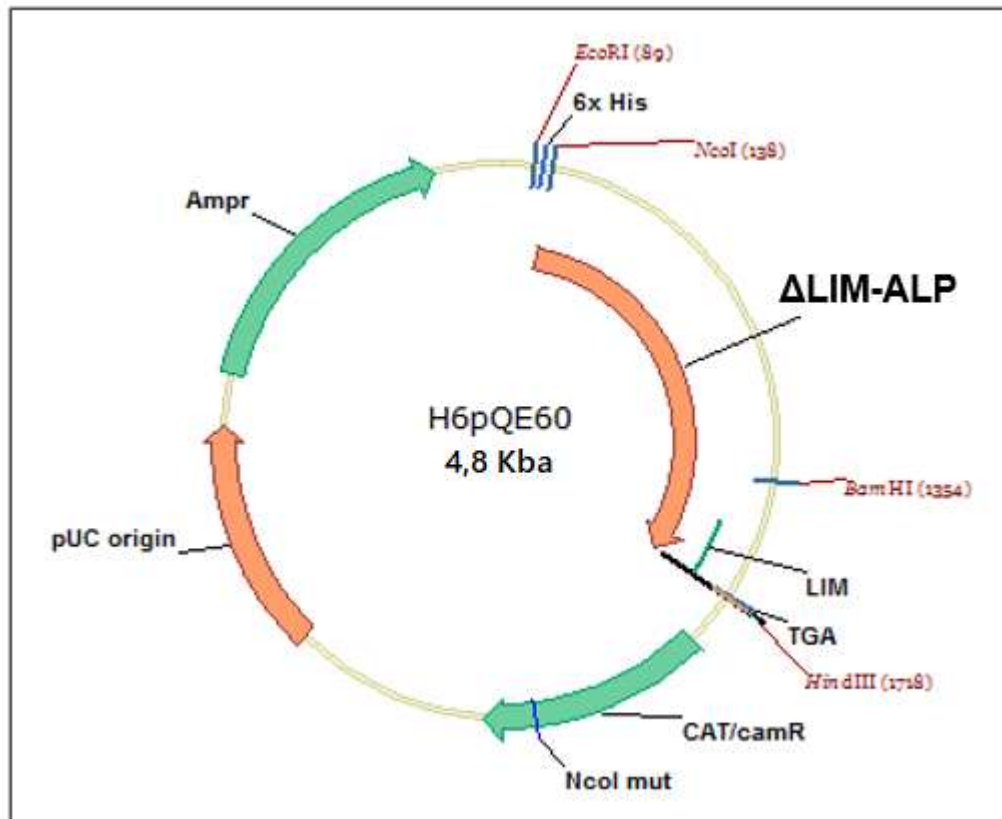 EcoRI (89)
6x His
NcoI (138)
Ampr
ΔLIM-ALP
H6pQE60
4,8 Kba
BamHI (1354)
pUC origin
LIM
TGA
HindIII (1718)
CAT/camR
NcoI mut